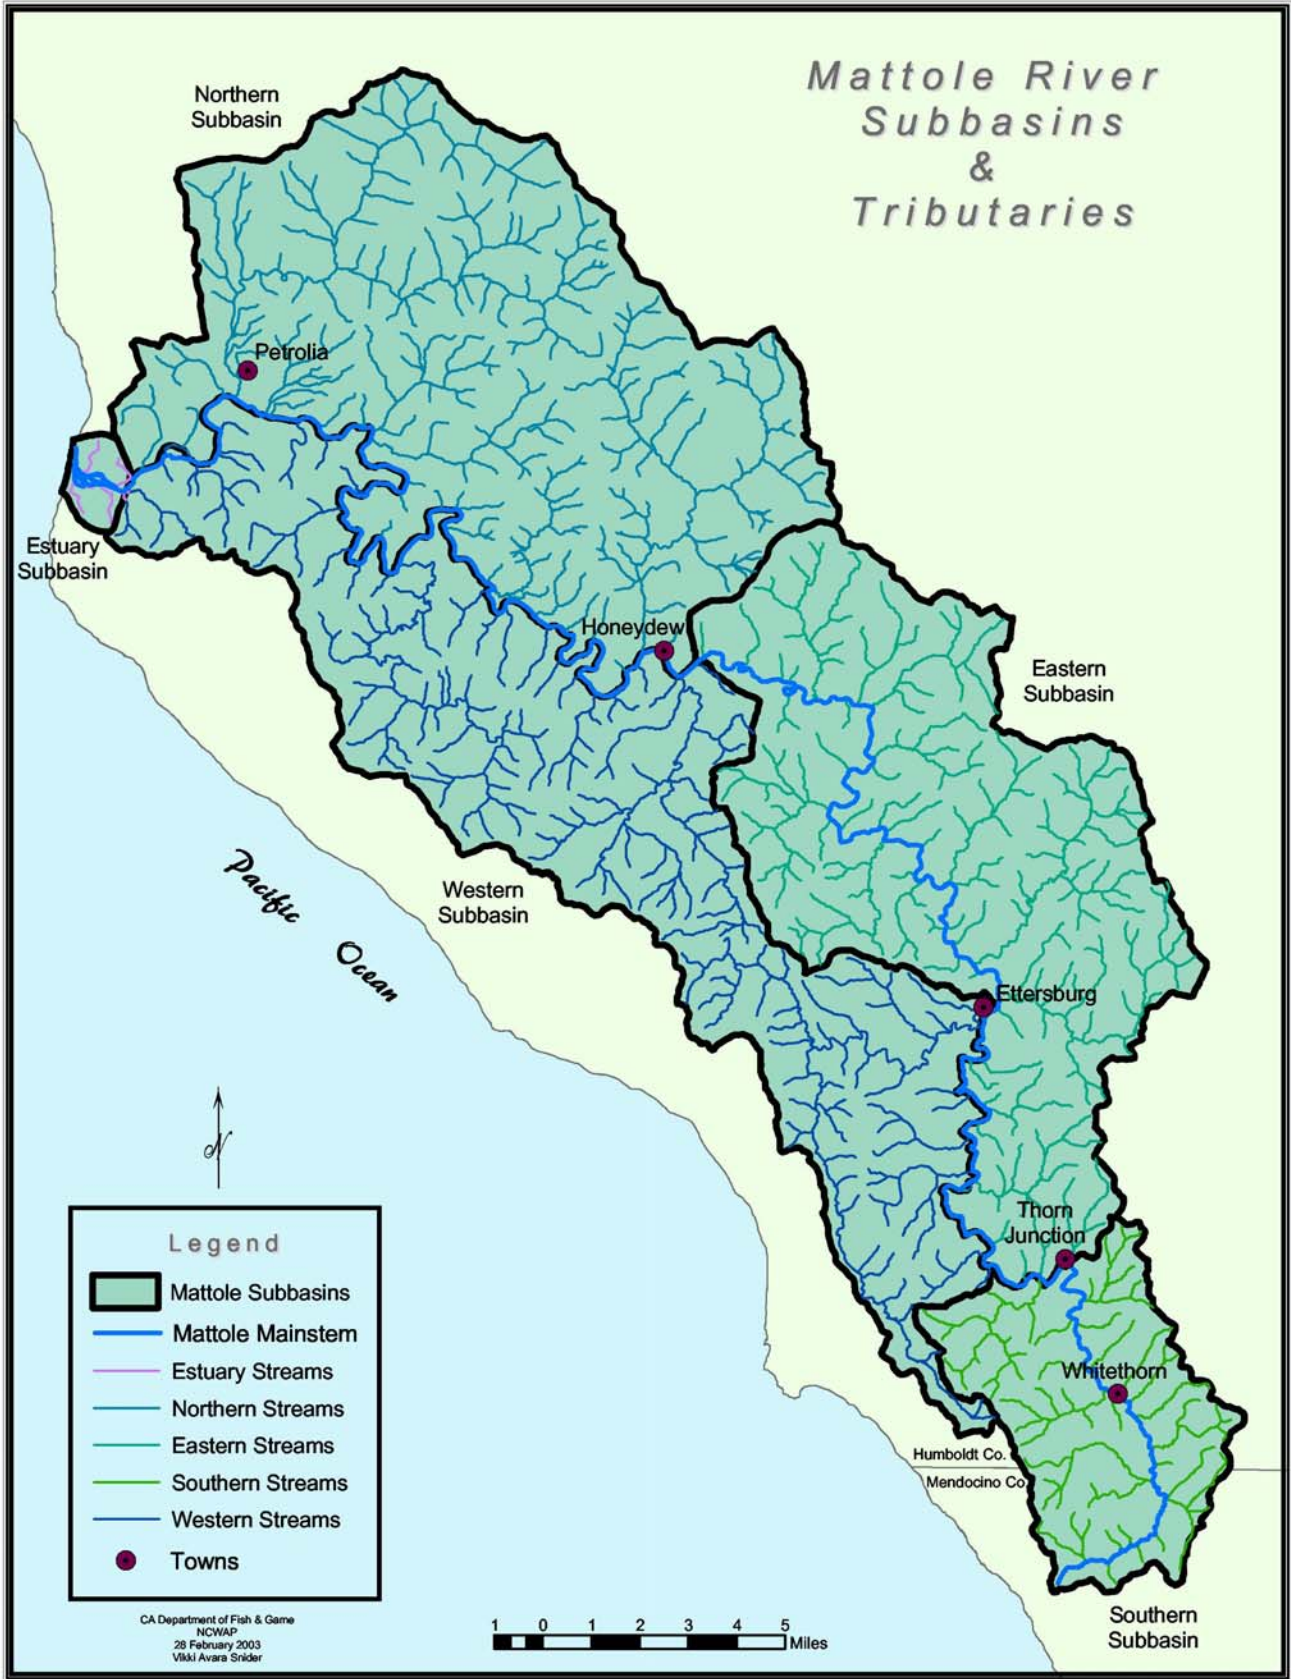 Mattole River
Subbasins
&
Tributaries
Northern
Subbasin
Petrolia
Estuary
Subbasin
Honeydew
Eastern
Subbasin
Pacific
Ocean
Western
Subbasin
Ettersburg
N
Thorn
Junction
Whitethorn
Humboldt Co.
Mendocino Co
Southern
Subbasin
Legend
Mattole Subbasins
Mattole Mainstem
Estuary Streams
Northern Streams
Eastern Streams
Southern Streams
Western Streams
Towns
CA Department of Fish & Game
NCWAP
28 February 2003
Vikki Avara Snider
1 0 1 2 3 4 5
Miles